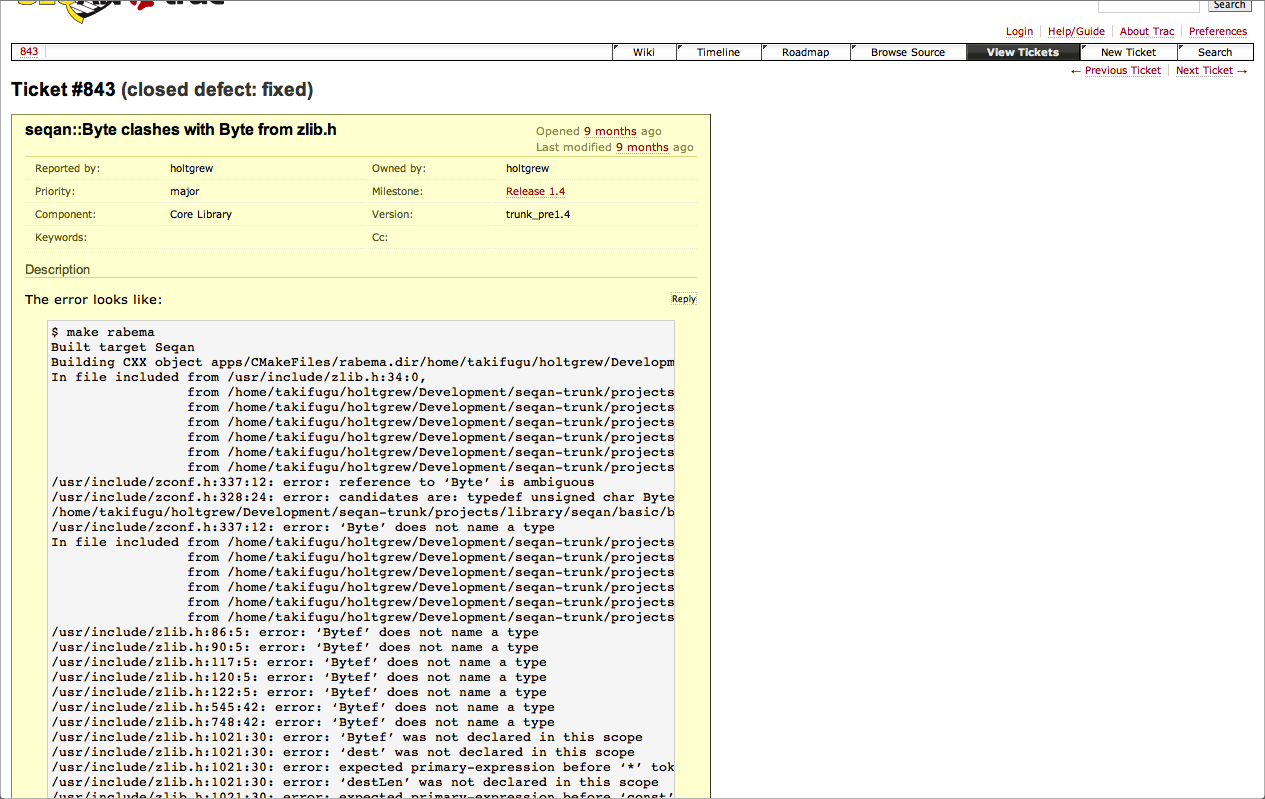 Search
Login Help/Guide About Trac Preferences
843 Wiki Timeline Roadmap Browse Source View Tickets New Ticket Search
← Previous Ticket Next Ticket →
Ticket #843 (closed defect: fixed)
seqan::Byte clashes with Byte from zlib.h
Opened 9 months ago
Last modified 9 months ago
Reported by: holtgrew Owned by: holtgrew
Priority: major Milestone: Release 1.4
Component: Core Library Version: trunk_pre1.4
Keywords: Cc:
Description
The error looks like: Reply
$ make rabema
Built target Seqan
Building CXX object apps/CMakeFiles/rabema.dir/home/takifugu/holtgrew/Developm
In file included from /usr/include/zlib.h:34:0,
from /home/takifugu/holtgrew/Development/seqan-trunk/projects
from /home/takifugu/holtgrew/Development/seqan-trunk/projects
from /home/takifugu/holtgrew/Development/seqan-trunk/projects
from /home/takifugu/holtgrew/Development/seqan-trunk/projects
from /home/takifugu/holtgrew/Development/seqan-trunk/projects
from /home/takifugu/holtgrew/Development/seqan-trunk/projects
/usr/include/zconf.h:337:12: error: reference to ‘Byte’ is ambiguous
/usr/include/zconf.h:328:24: error: candidates are: typedef unsigned char Byte
/home/takifugu/holtgrew/Development/seqan-trunk/projects/library/seqan/basic/b
/usr/include/zconf.h:337:12: error: ‘Byte’ does not name a type
In file included from /home/takifugu/holtgrew/Development/seqan-trunk/projects
from /home/takifugu/holtgrew/Development/seqan-trunk/projects
from /home/takifugu/holtgrew/Development/seqan-trunk/projects
from /home/takifugu/holtgrew/Development/seqan-trunk/projects
from /home/takifugu/holtgrew/Development/seqan-trunk/projects
from /home/takifugu/holtgrew/Development/seqan-trunk/projects
/usr/include/zlib.h:86:5: error: ‘Bytef’ does not name a type
/usr/include/zlib.h:90:5: error: ‘Bytef’ does not name a type
/usr/include/zlib.h:117:5: error: ‘Bytef’ does not name a type
/usr/include/zlib.h:120:5: error: ‘Bytef’ does not name a type
/usr/include/zlib.h:122:5: error: ‘Bytef’ does not name a type
/usr/include/zlib.h:545:42: error: ‘Bytef’ does not name a type
/usr/include/zlib.h:748:42: error: ‘Bytef’ does not name a type
/usr/include/zlib.h:1021:30: error: ‘Bytef’ was not declared in this scope
/usr/include/zlib.h:1021:30: error: ‘dest’ was not declared in this scope
/usr/include/zlib.h:1021:30: error: expected primary-expression before ‘*’ tok
/usr/include/zlib.h:1021:30: error: ‘destLen’ was not declared in this scope
/usr/include/zlib.h:1021:30: error: expected primary-expression before ‘const’